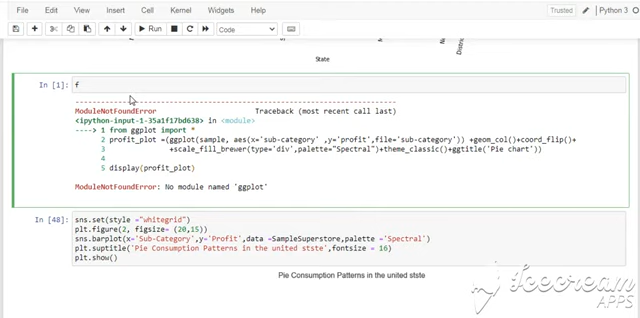 File Edit View Insert Cell Kernel Widgets Help Trusted Python 3
Run Code
State
In [1]: f
ModuleNotFoundError Traceback (most recent call last)
<ipython-input-1-35a1f17bd638> in <module>
----> 1 from ggplot import *
2 profit_plot =(ggplot(sample, aes(x='sub-category' ,y='profit',file='sub-category')) +geom_col()+coord_flip()+
3 +scale_fill_brewer(type='div',palette="Spectral")+theme_classic()+ggtitle('Pie chart'))
4
5 display(profit_plot)
ModuleNotFoundError: No module named 'ggplot'
In [48]: sns.set(style ="whitegrid")
plt.figure(2, figsize= (20,15))
sns.barplot(x='Sub-Category',y='Profit',data =SampleSuperstore,palette ='Spectral')
plt.suptitle('Pie Consumption Patterns in the united stste',fontsize = 16)
plt.show()
Pie Consumption Patterns in the united stste
Icecream
APPS